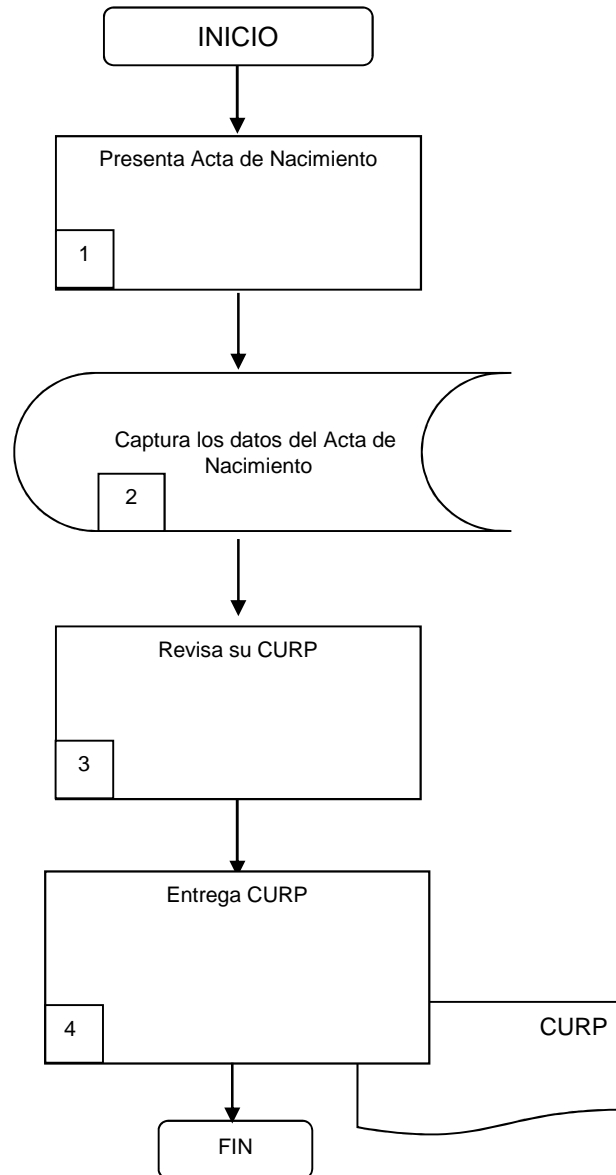 INICIO
Presenta Acta de Nacimiento
1
Captura los datos del Acta de
Nacimiento
2
Revisa su CURP
3
Entrega CURP
4
CURP
FIN